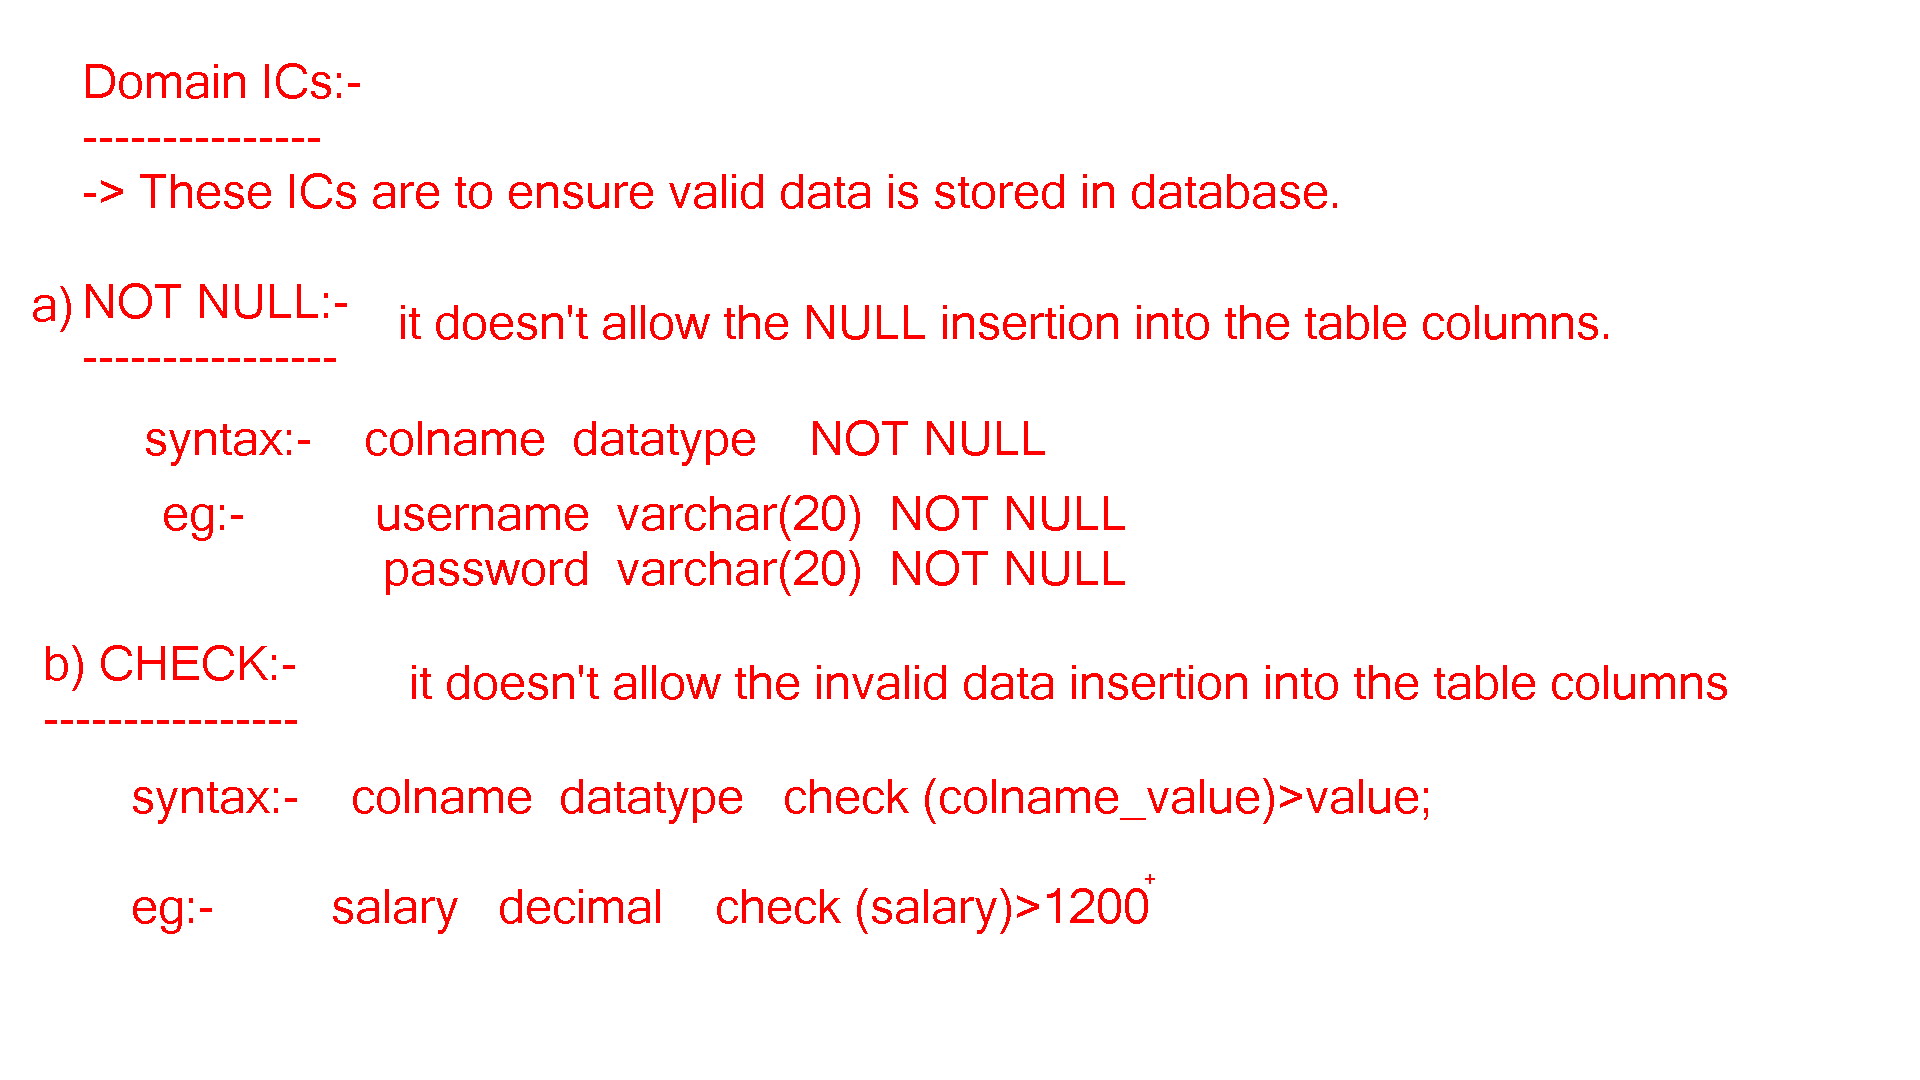 Domain ICs:-
---------------
-> These ICs are to ensure valid data is stored in database.
a) NOT NULL:- it doesn't allow the NULL insertion into the table columns.
----------------
syntax:- colname datatype NOT NULL
eg:- username varchar(20) NOT NULL
password varchar(20) NOT NULL
b) CHECK:- it doesn't allow the invalid data insertion into the table columns
----------------
syntax:- colname datatype check (colname_value)>value;
eg:- salary decimal check (salary)>1200